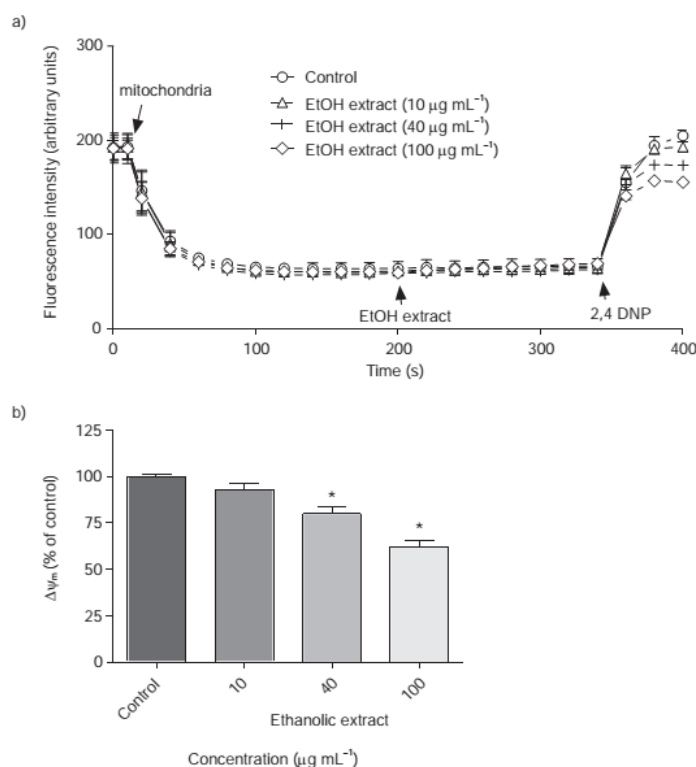 a)
300
200
100
0
Fluorescence intensity (arbitrary units)
mitochondria
Control
EtOH extract (10 μg mL⁻¹)
EtOH extract (40 μg mL⁻¹)
EtOH extract (100 μg mL⁻¹)
EtOH extract
2,4 DNP
0 100 200 300 400
Time (s)
b)
125
100
75
50
25
0
Δψm (% of control)
* *
Control 10 40 100
Ethanolic extract
Concentration (μg mL⁻¹)